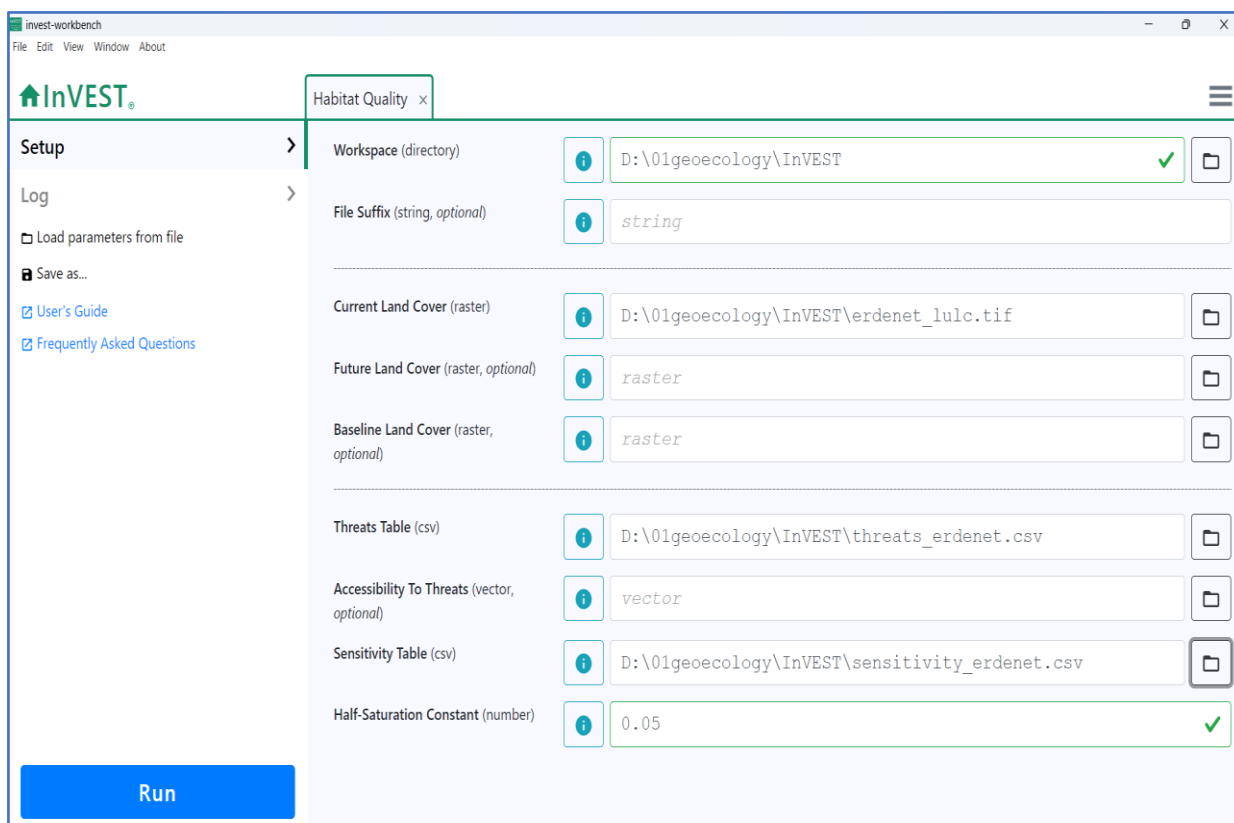 invest-workbench
File Edit View Window About
InVEST®
Habitat Quality x
Setup
Log
Load parameters from file
Save as...
User's Guide
Frequently Asked Questions
Run
Workspace (directory)
D:\01geoecology\InVEST
File Suffix (string, optional)
string
Current Land Cover (raster)
D:\01geoecology\InVEST\erdenet_lulc.tif
Future Land Cover (raster, optional)
raster
Baseline Land Cover (raster,
optional)
raster
Threats Table (csv)
D:\01geoecology\InVEST\threats_erdenet.csv
Accessibility To Threats (vector,
optional)
vector
Sensitivity Table (csv)
D:\01geoecology\InVEST\sensitivity_erdenet.csv
Half-Saturation Constant (number)
0.05